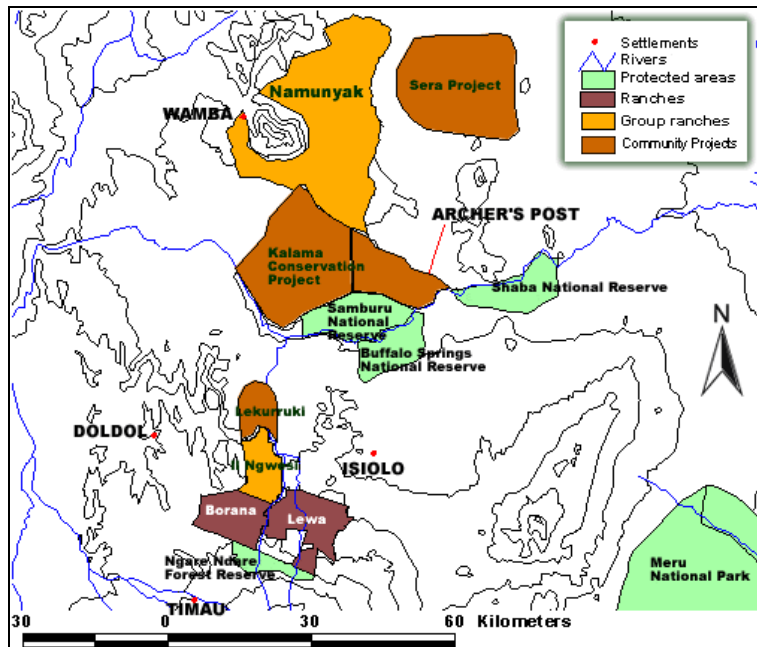 Settlements
Rivers
Protected areas
Ranches
Group ranches
Community Projects
Namunyak
Sera Project
WAMBA
ARCHER'S POST
Kalama
Conservation
Project
Shaba National Reserve
Samburu
National
Reserve
Buffalo Springs
National Reserve
N
Lekurruki
DOLDOL
Il Ngwesi
ISIOLO
Borana
Lewa
Ngare Ndare
Forest Reserve
Meru
National Park
TIMAU
30 0 30 60 Kilometers